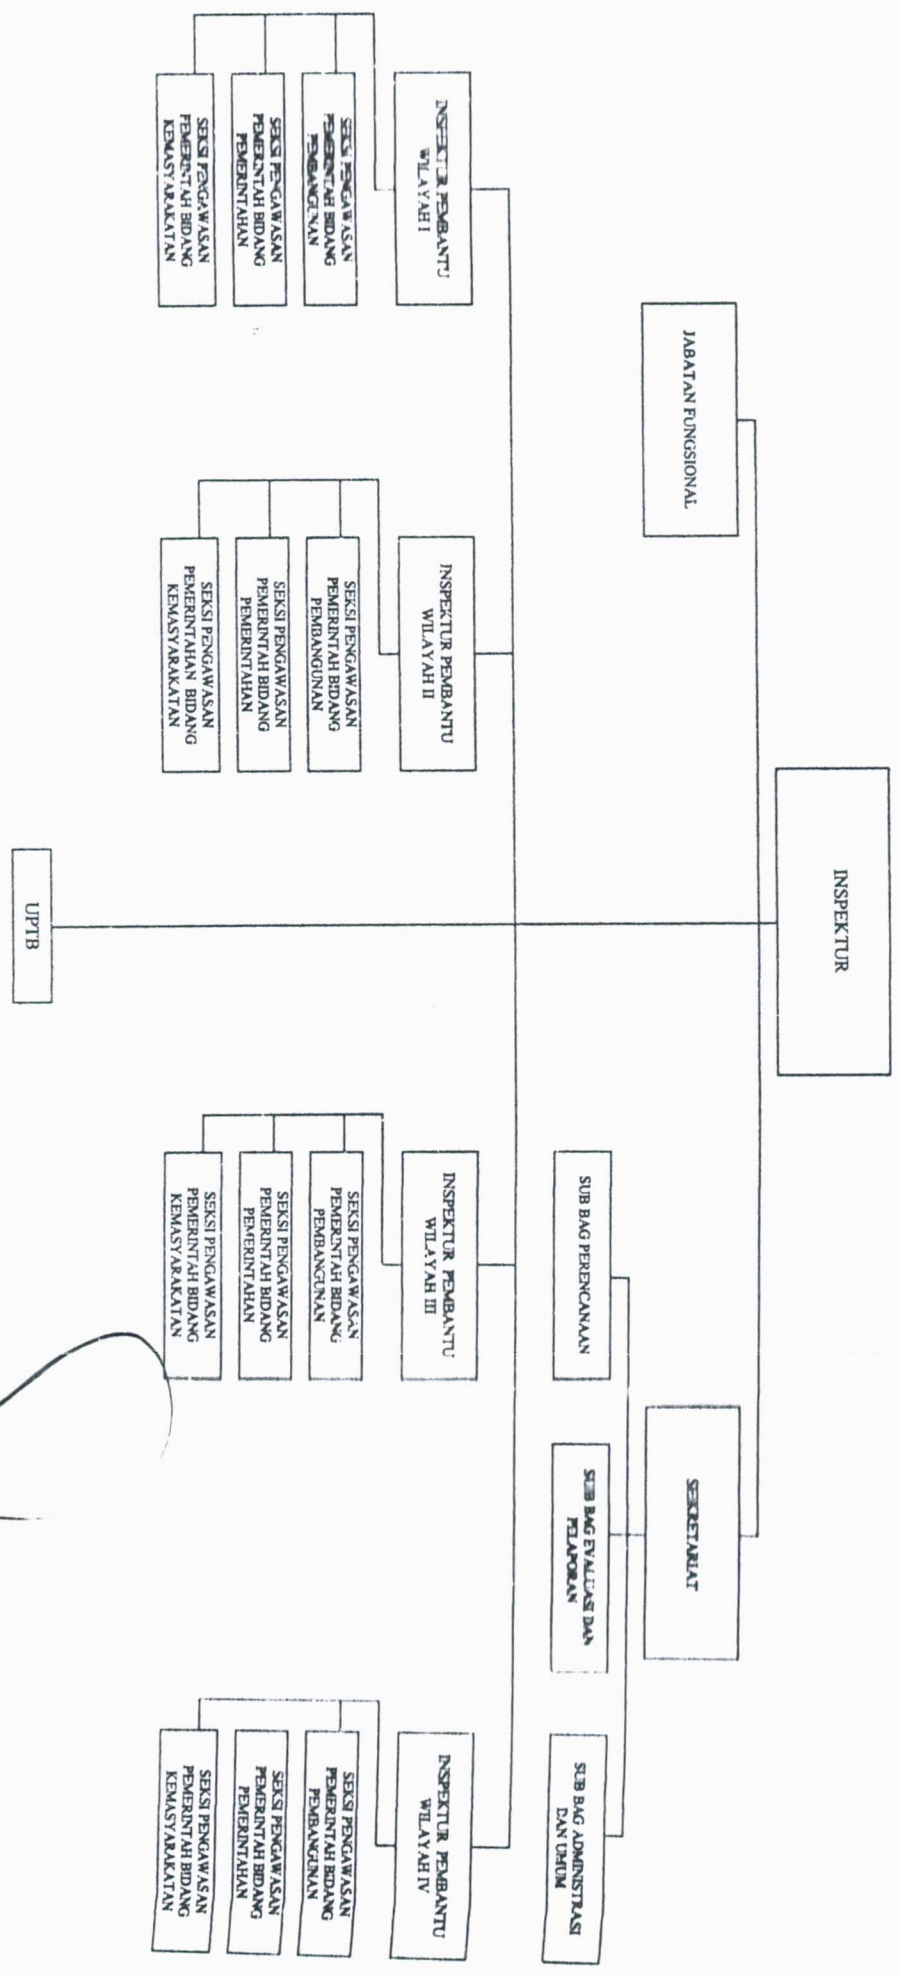 INSPEKTUR
JABATAN FUNGSIONAL
SEKRETARIAT
SUB BAG PERENCANAAN
SUB BAG EVALUASI DAN
PELAPORAN
SUB BAG ADMINISTRASI
DAN UMUM
INSPEKTUR PEMBANTU
WILAYAH I
SEKSI PENGAWASAN
PEMERINTAH BIDANG
PEMBANGUNAN
SEKSI PENGAWASAN
PEMERINTAH BIDANG
PEMERINTAHAN
SEKSI PENGAWASAN
PEMERINTAH BIDANG
KEMASYARAKATAN
INSPEKTUR PEMBANTU
WILAYAH II
SEKSI PENGAWASAN
PEMERINTAH BIDANG
PEMBANGUNAN
SEKSI PENGAWASAN
PEMERINTAH BIDANG
PEMERINTAHAN
SEKSI PENGAWASAN
PEMERINTAHAN BIDANG
KEMASYARAKATAN
INSPEKTUR PEMBANTU
WILAYAH III
SEKSI PENGAWASAN
PEMERINTAH BIDANG
PEMBANGUNAN
SEKSI PENGAWASAN
PEMERINTAH BIDANG
PEMERINTAHAN
SEKSI PENGAWASAN
PEMERINTAH BIDANG
KEMASYARAKATAN
INSPEKTUR PEMBANTU
WILAYAH IV
SEKSI PENGAWASAN
PEMERINTAH BIDANG
PEMBANGUNAN
SEKSI PENGAWASAN
PEMERINTAH BIDANG
PEMERINTAHAN
SEKSI PENGAWASAN
PEMERINTAH BIDANG
KEMASYARAKATAN
UPTB